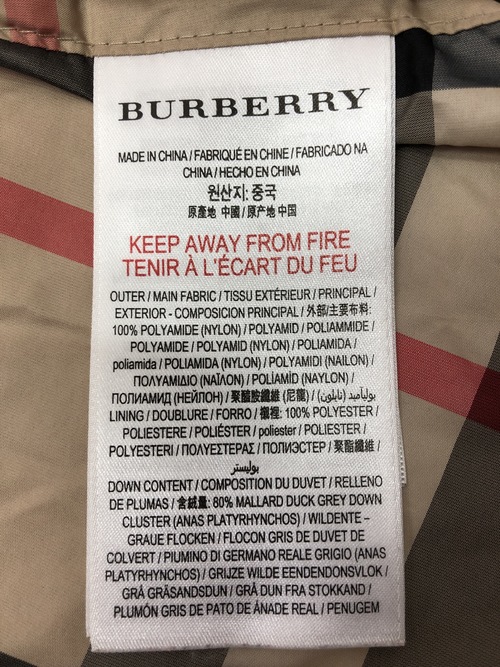 BURBERRY
MADE IN CHINA / FABRIQUÉ EN CHINE / FABRICADO NA
CHINA / HECHO EN CHINA
원산지: 중국
原產地 中國 / 原产地 中国
KEEP AWAY FROM FIRE
TENIR À L'ÉCART DU FEU
OUTER / MAIN FABRIC / TISSU EXTÉRIEUR / PRINCIPAL /
EXTERIOR - COMPOSICION PRINCIPAL / 外部/主要布料:
100% POLYAMIDE (NYLON) / POLYAMID / POLIAMMIDE /
POLYAMIDE / POLYAMID (NYLON) / POLIAMIDA /
poliamida / POLIAMIDA (NYLON) / POLYAMIDI (NAILON) /
ΠΟΛΥΑΜΙΔΙΟ (ΝΑΪΛΟΝ) / POLİAMİD (NAYLON) /
ПОЛИАМИД (НЕЙЛОН) / 聚醯胺纖維 (尼龍) / بولياميد (نايلون) /
LINING / DOUBLURE / FORRO / 襯裡: 100% POLYESTER /
POLIESTERE / POLIÉSTER / poliester / POLIESTER /
POLYESTERI / ΠΟΛΥΕΣΤΕΡΑΣ / ПОЛИЭСТЕР / 聚酯纖維 /
بوليستر
DOWN CONTENT / COMPOSITION DU DUVET / RELLENO
DE PLUMAS / 含絨量: 80% MALLARD DUCK GREY DOWN
CLUSTER (ANAS PLATYRHYNCHOS) / WILDENTE –
GRAUE FLOCKEN / FLOCON GRIS DE DUVET DE
COLVERT / PIUMINO DI GERMANO REALE GRIGIO (ANAS
PLATYRHYNCHOS) / GRIJZE WILDE EENDENDONSVLOK /
GRÅ GRÆSANDSDUN / GRÅ DUN FRA STOKKAND /
PLUMÓN GRIS DE PATO DE ÁNADE REAL / PENUGEM